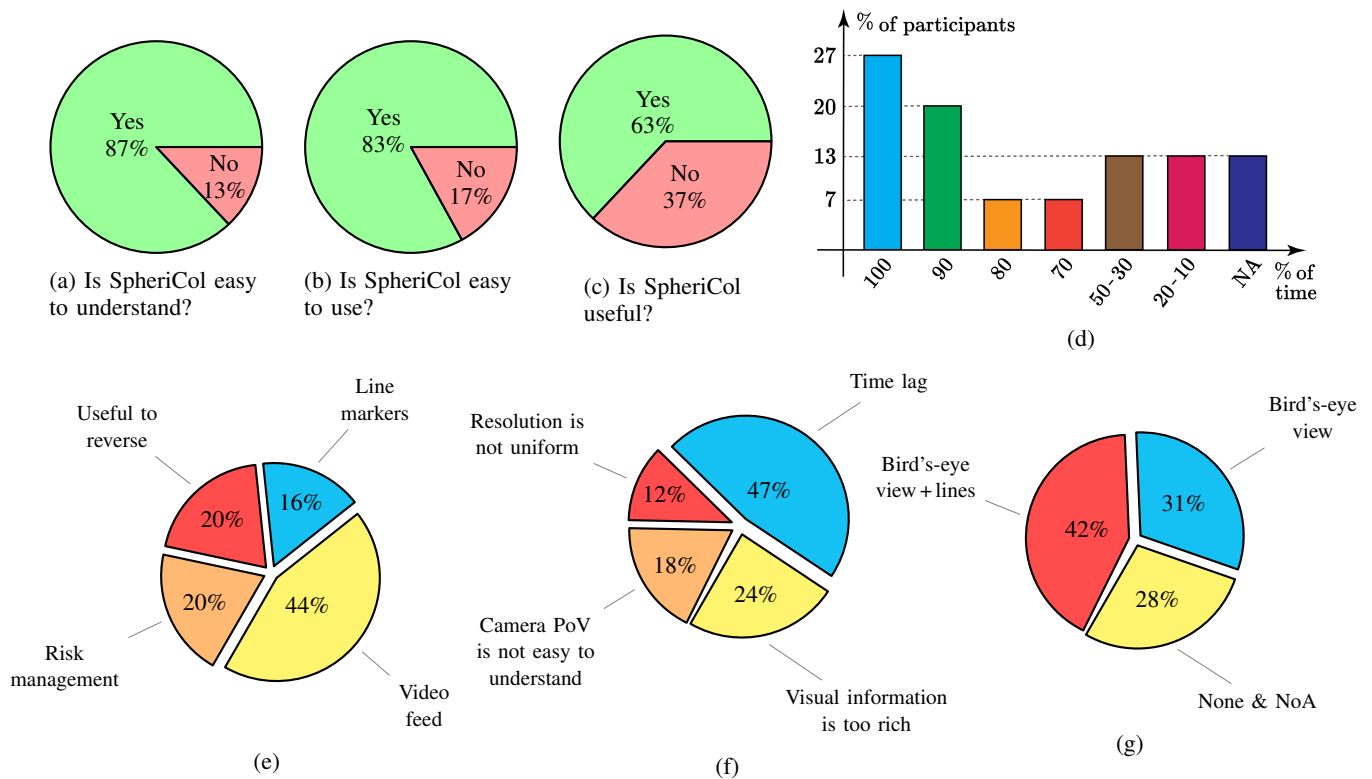 Yes
87%
No
13%
(a) Is SpheriCol easy
to understand?
Yes
83%
No
17%
(b) Is SpheriCol easy
to use?
Yes
63%
No
37%
(c) Is SpheriCol
useful?
% of participants
27
20
13
7
100
90
80
70
50-30
20-10
NA
% of
time
(d)
Useful to
reverse
Line
markers
20%
16%
20%
44%
Risk
management
Video
feed
(e)
Resolution is
not uniform
Time lag
12%
47%
18%
24%
Camera PoV
is not easy to
understand
Visual information
is too rich
(f)
Bird's-eye
view+lines
Bird's-eye
view
42%
31%
28%
None & NoA
(g)